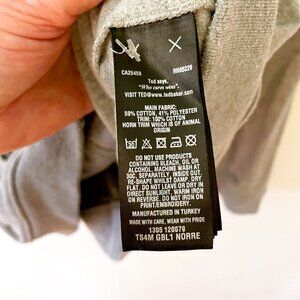 CA25455 RN95229
Ted says,
"Who cares wins".
VISIT TED@www.tedbaker.com
MAIN FABRIC:
59% COTTON, 41% POLYESTER
TRIM: 100% COTTON
HORN TRIM WHICH IS OF ANIMAL
ORIGIN
DO NOT USE PRODUCTS
CONTAINING BLEACH, OIL OR
ALCOHOL. MACHINE WASH AT
30C, SEPARATELY, INSIDE OUT.
RE-SHAPE WHILST DAMP. DRY
FLAT. DO NOT LEAVE OR DRY IN
DIRECT SUNLIGHT. WARM IRON
ON REVERSE. DO NOT IRON ON
PRINT/EMBROIDERY.
MANUFACTURED IN TURKEY
MADE WITH CARE, WEAR WITH PRIDE
1305 120079
TS4M GBL1 NORRE